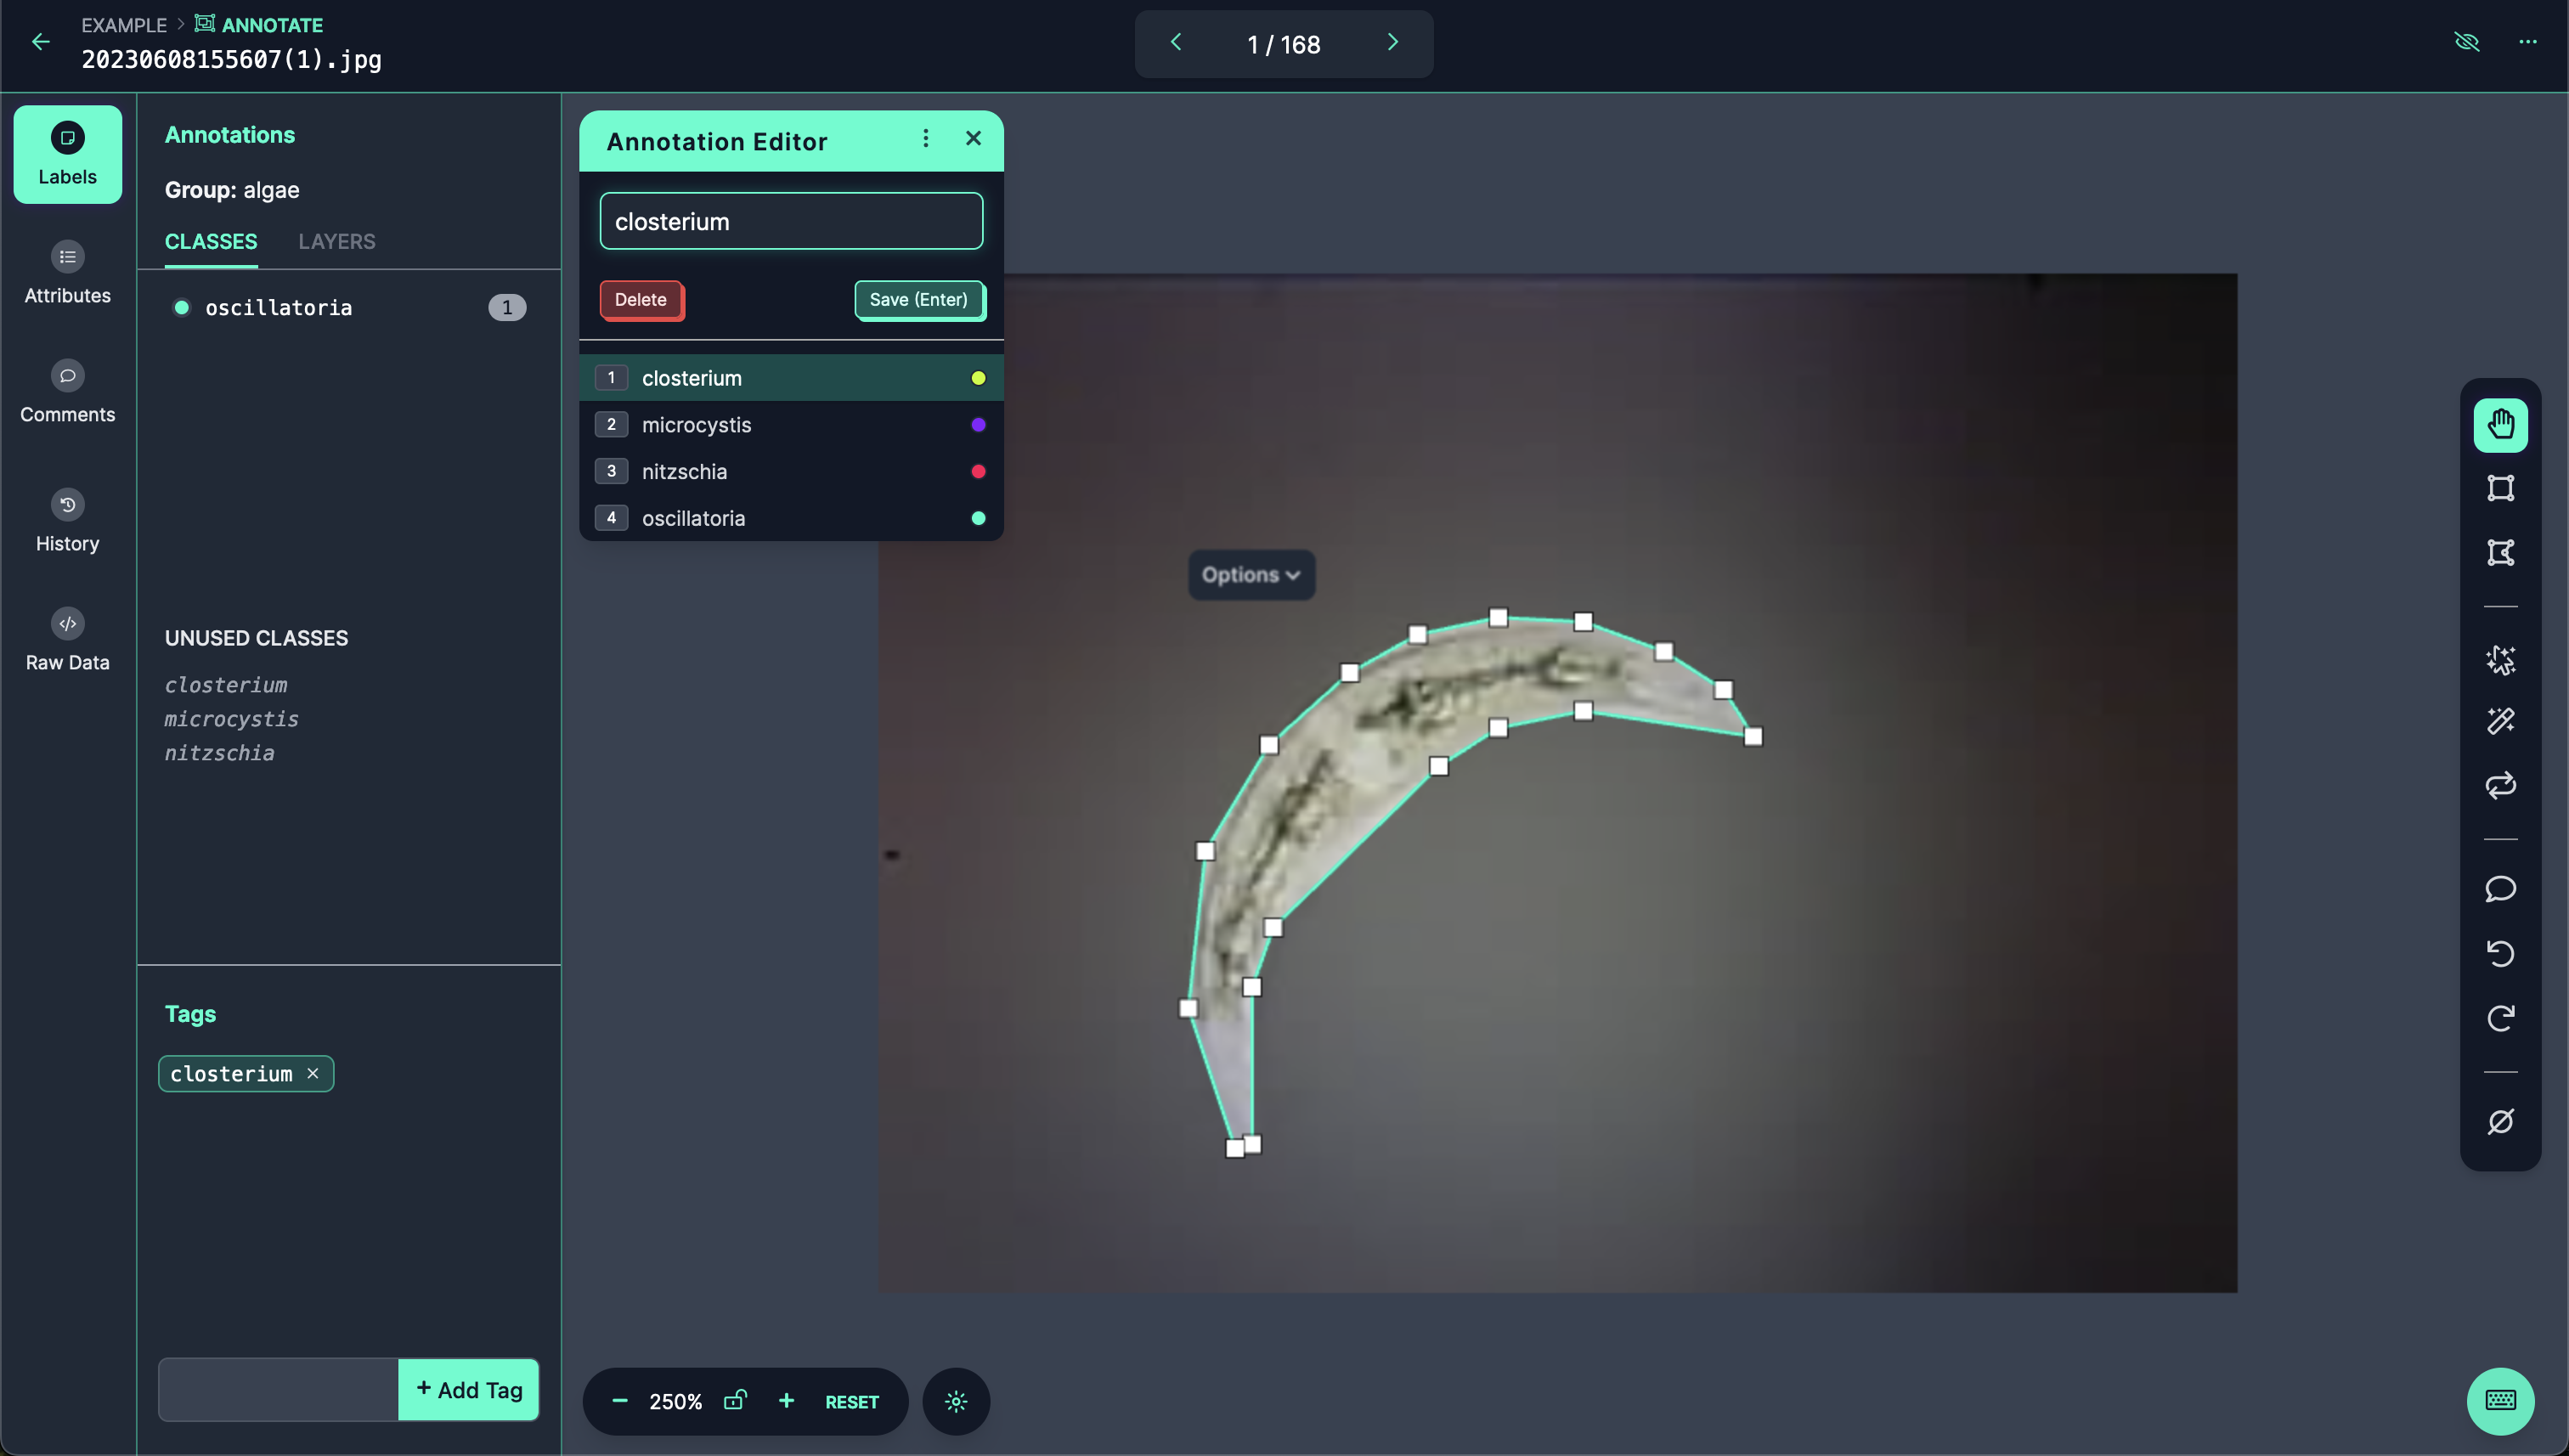 EXAMPLE > ANNOTATE
20230608155607(1).jpg
1 / 168
Labels
Attributes
Comments
History
Raw Data
Annotations
Group: algae
CLASSES LAYERS
oscillatoria 1
UNUSED CLASSES
closterium
microcystis
nitzschia
Tags
closterium ×
+ Add Tag
Annotation Editor
closterium
Delete Save (Enter)
1 closterium
2 microcystis
3 nitzschia
4 oscillatoria
Options
− 250% + RESET